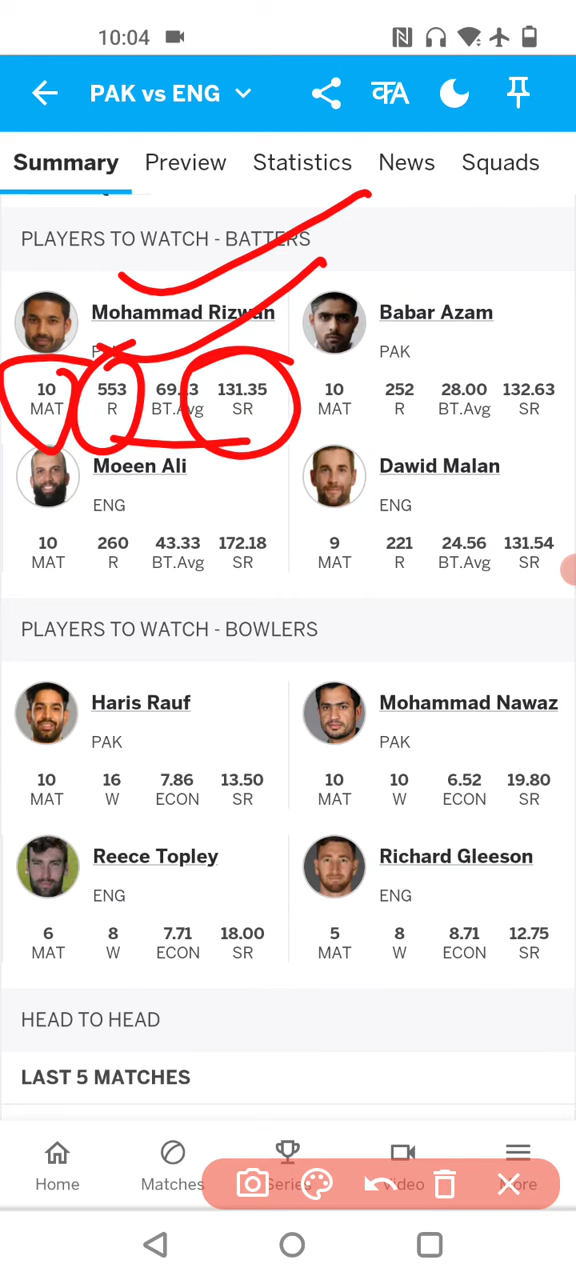 10:04
PAK vs ENG
क A
Summary Preview Statistics News Squads
PLAYERS TO WATCH - BATTERS
Mohammad Rizwan Babar Azam
PAK
10 553 131.35 10 252 28.00 132.63
MAT R BT.Avg SR MAT R BT.Avg SR
Moeen Ali Dawid Malan
ENG ENG
10 260 43.33 172.18 9 221 24.56 131.54
MAT R BT.Avg SR MAT R BT.Avg SR
PLAYERS TO WATCH - BOWLERS
Haris Rauf Mohammad Nawaz
PAK PAK
10 16 7.86 13.50 10 10 6.52 19.80
MAT W ECON SR MAT W ECON SR
Reece Topley Richard Gleeson
ENG ENG
6 8 7.71 18.00 5 8 8.71 12.75
MAT W ECON SR MAT W ECON SR
HEAD TO HEAD
LAST 5 MATCHES
Home Matches Series Video More